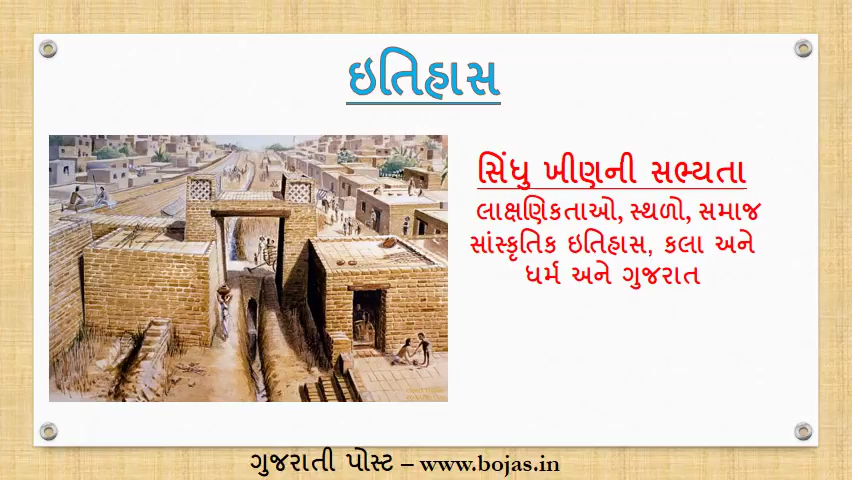 ઇતિહાસ
સિંધુ ખીણની સભ્યતા
લાક્ષણિકતાઓ, સ્થળો, સમાજ
સાંસ્કૃતિક ઇતિહાસ, કલા અને
ધર્મ અને ગુજરાત
ગુજરાતી પોસ્ટ – www.bojas.in